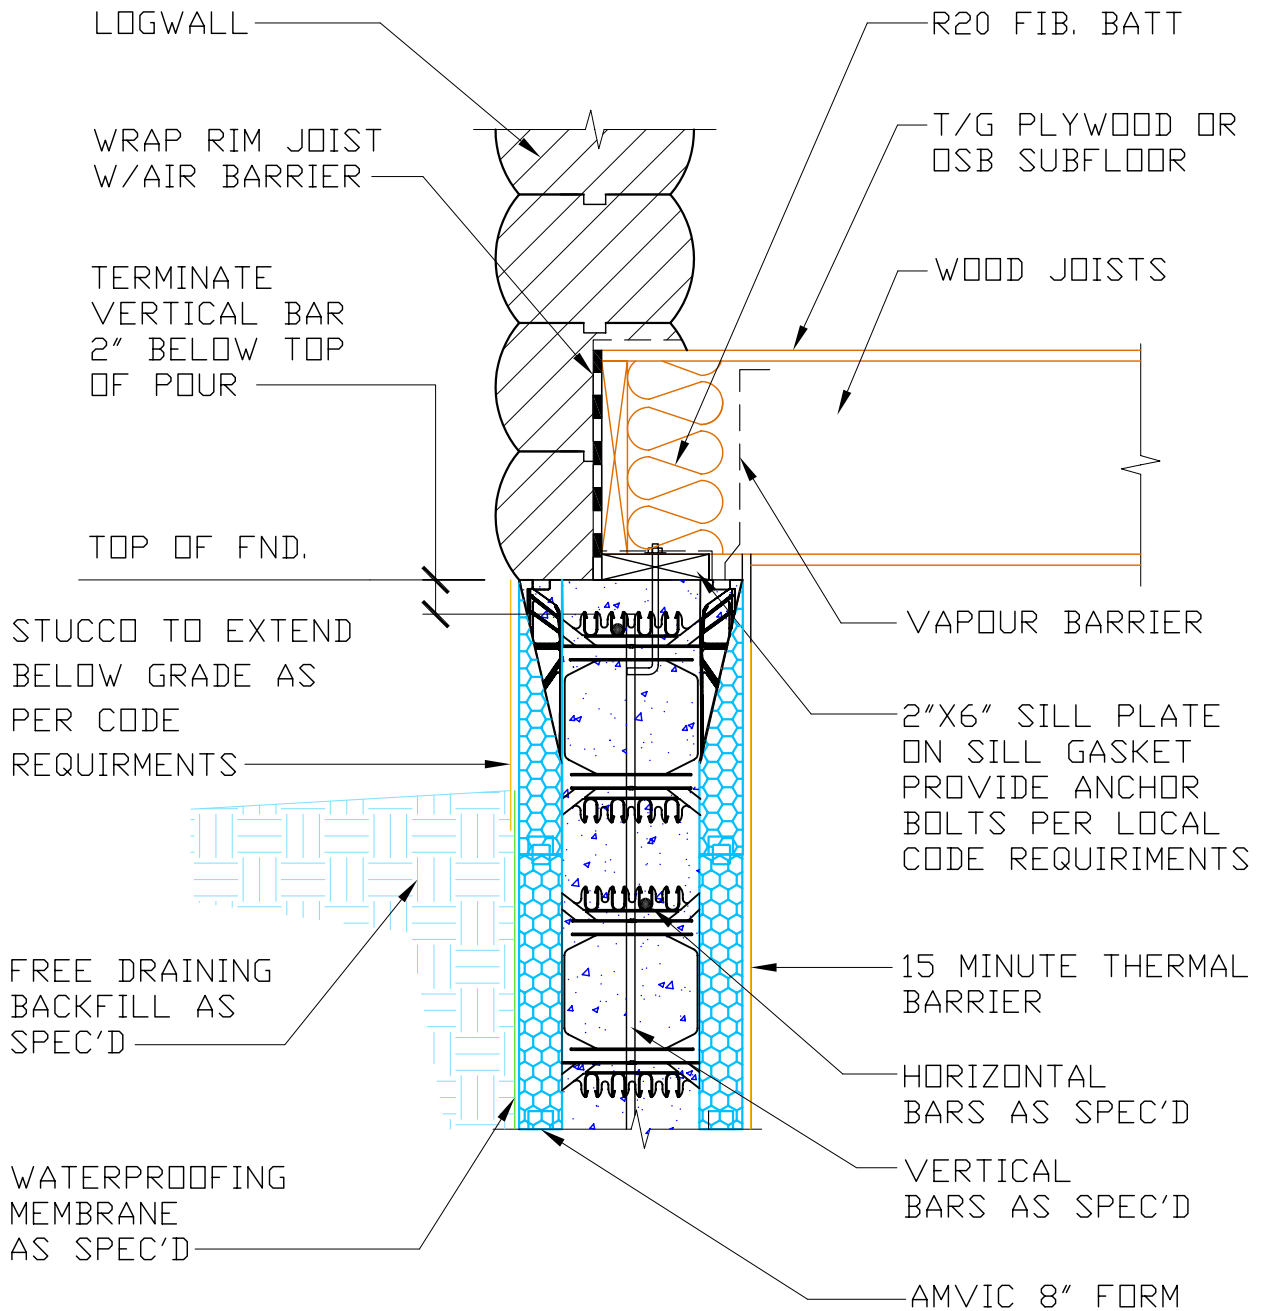 LOGWALL
WRAP RIM JOIST
W/AIR BARRIER
TERMINATE
VERTICAL BAR
2" BELOW TOP
OF POUR
TOP OF FND.
STUCCO TO EXTEND
BELOW GRADE AS
PER CODE
REQUIRMENTS
FREE DRAINING
BACKFILL AS
SPEC'D
WATERPROOFING
MEMBRANE
AS SPEC'D
R20 FIB. BATT
T/G PLYWOOD OR
OSB SUBFLOOR
WOOD JOISTS
VAPOUR BARRIER
2"X6" SILL PLATE
ON SILL GASKET
PROVIDE ANCHOR
BOLTS PER LOCAL
CODE REQUIRIMENTS
15 MINUTE THERMAL
BARRIER
HORIZONTAL
BARS AS SPEC'D
VERTICAL
BARS AS SPEC'D
AMVIC 8" FORM